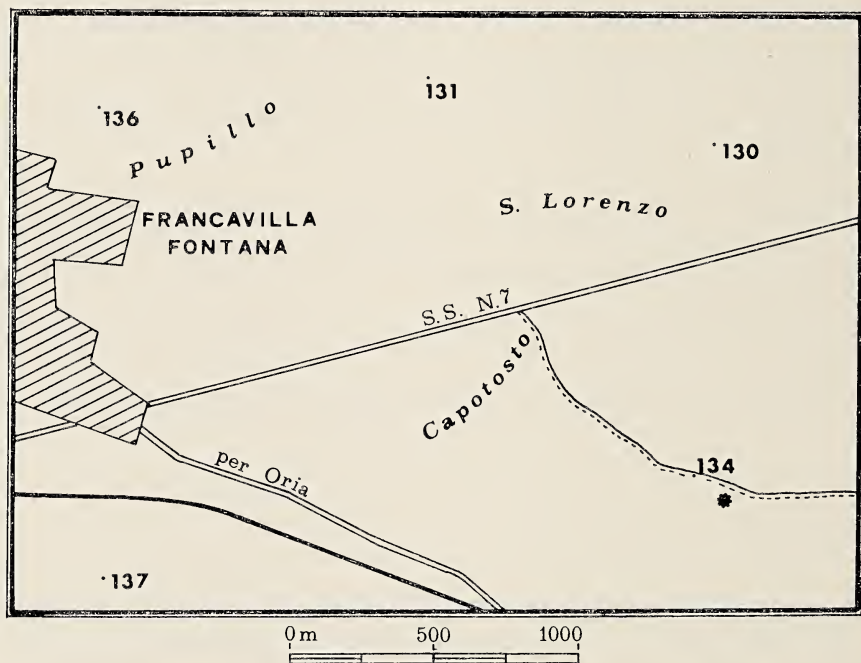 131
136
Pupillo
130
S. Lorenzo
FRANCAVILLA
FONTANA
S.S. N.7
Capotosto
per Oria
134
137
0 m 500 1000